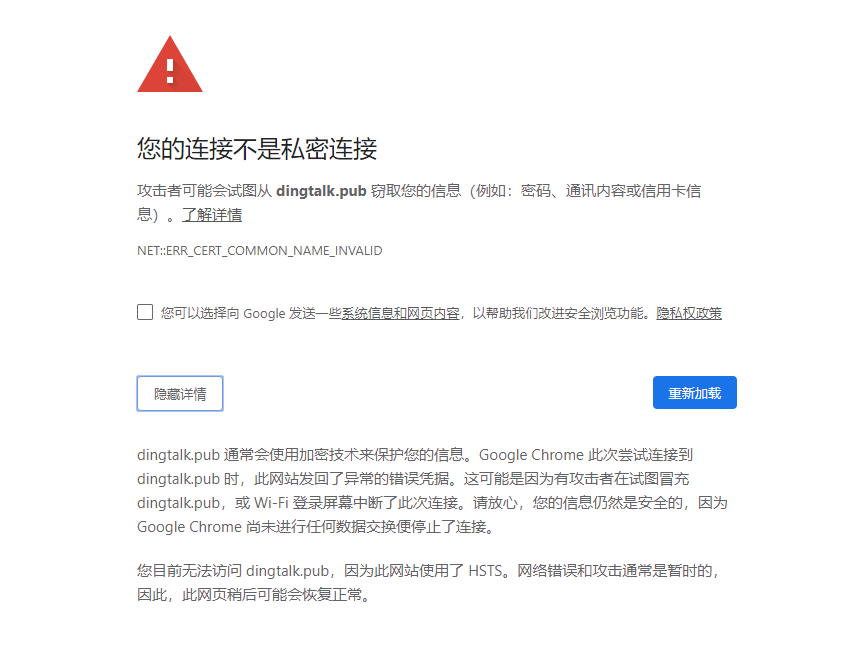 您的连接不是私密连接
攻击者可能会试图从 dingtalk.pub 窃取您的信息（例如：密码、通讯内容或信用卡信
息）。了解详情
NET::ERR_CERT_COMMON_NAME_INVALID
您可以选择向 Google 发送一些系统信息和网页内容，以帮助我们改进安全浏览功能。隐私权政策
隐藏详情
重新加载
dingtalk.pub 通常会使用加密技术来保护您的信息。Google Chrome 此次尝试连接到
dingtalk.pub 时，此网站发回了异常的错误凭据。这可能是因为有攻击者在试图冒充
dingtalk.pub，或 Wi-Fi 登录屏幕中断了此次连接。请放心，您的信息仍然是安全的，因为
Google Chrome 尚未进行任何数据交换便停止了连接。
您目前无法访问 dingtalk.pub，因为此网站使用了 HSTS。网络错误和攻击通常是暂时的，
因此，此网页稍后可能会恢复正常。